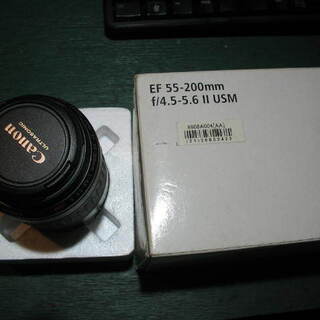 EF 55-200mm
f/4.5-5.6 II USM
Canon
ULTRASONIC